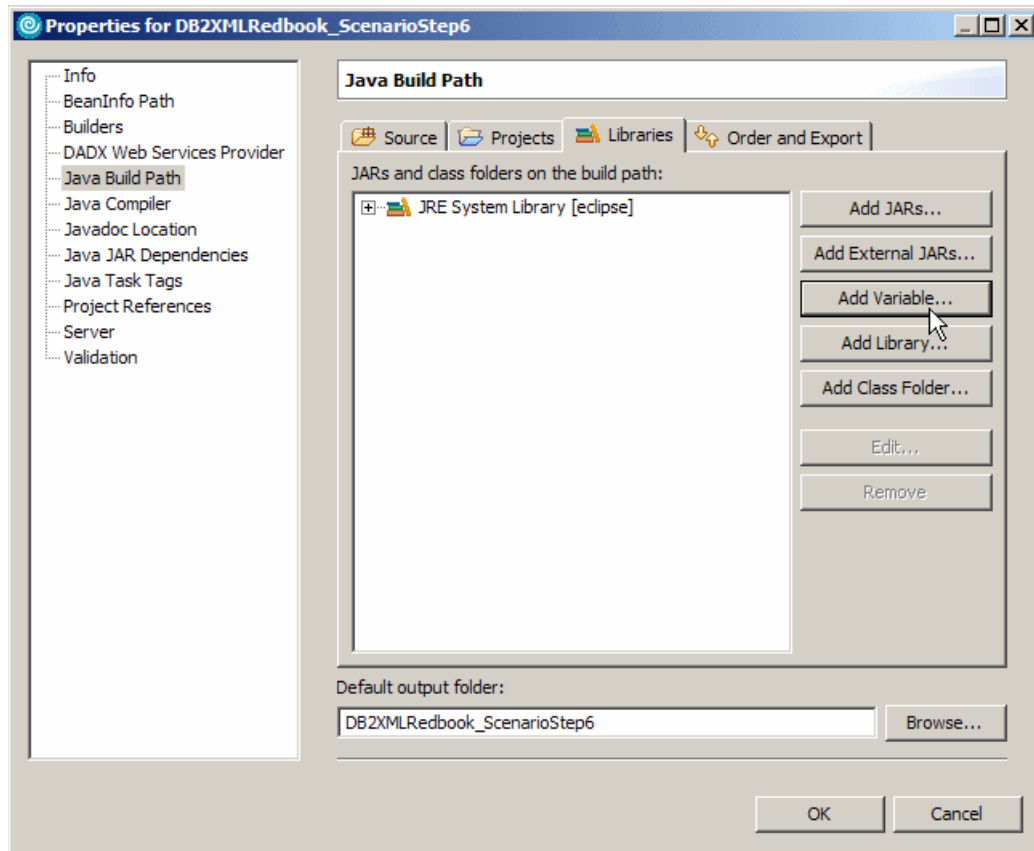 Properties for DB2XMLRedbook_ScenarioStep6
Info
BeanInfo Path
Builders
DADX Web Services Provider
Java Build Path
Java Compiler
Javadoc Location
Java JAR Dependencies
Java Task Tags
Project References
Server
Validation
Java Build Path
Source Projects Libraries Order and Export
JARs and class folders on the build path:
JRE System Library [eclipse]
Add JARs...
Add External JARs...
Add Variable...
Add Library...
Add Class Folder...
Edit...
Remove
Default output folder:
DB2XMLRedbook_ScenarioStep6
Browse...
OK Cancel